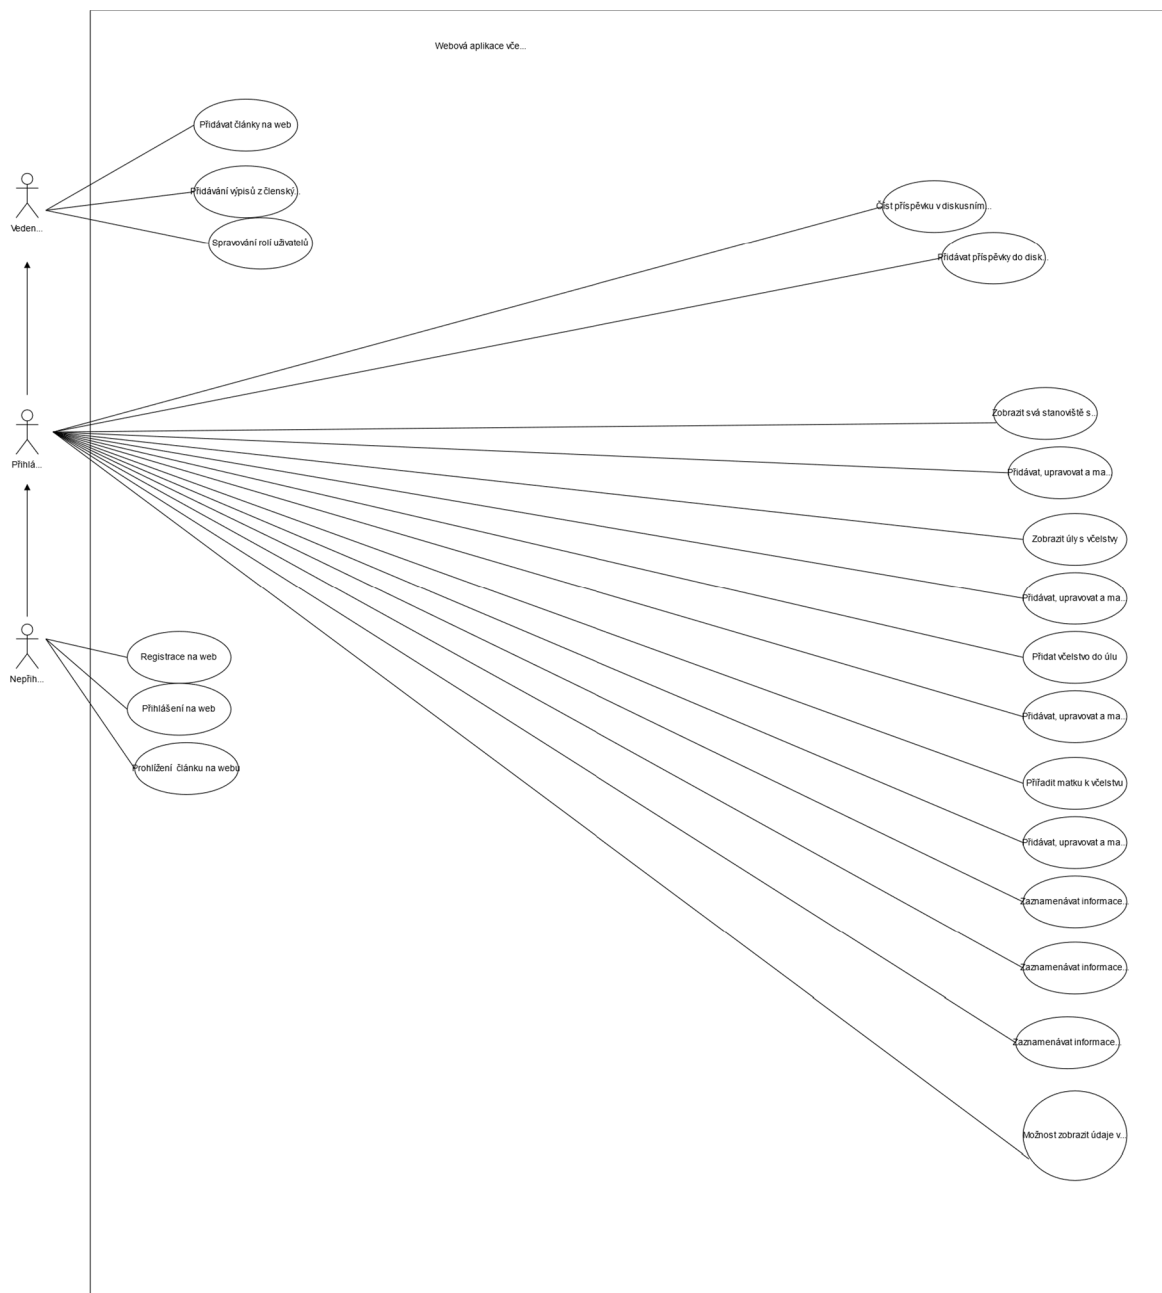 Webová aplikace vče...
Přidávat články na web
Přidávání výpisů z členský...
Spravování rolí uživatelů
Veden...
Číst příspěvku v diskusním...
Přidávat příspěvky do disk...
Přihlá...
Zobrazit svá stanoviště s...
Přidávat, upravovat a ma...
Zobrazit úly s včelstvy
Přidávat, upravovat a ma...
Přidat včelstvo do úlu
Přidávat, upravovat a ma...
Přiřadit matku k včelstvu
Přidávat, upravovat a ma...
Zaznamenávat informace...
Zaznamenávat informace...
Zaznamenávat informace...
Možnost zobrazit údaje v...
Nepřih...
Registrace na web
Přihlášení na web
Prohlížení článku na webu